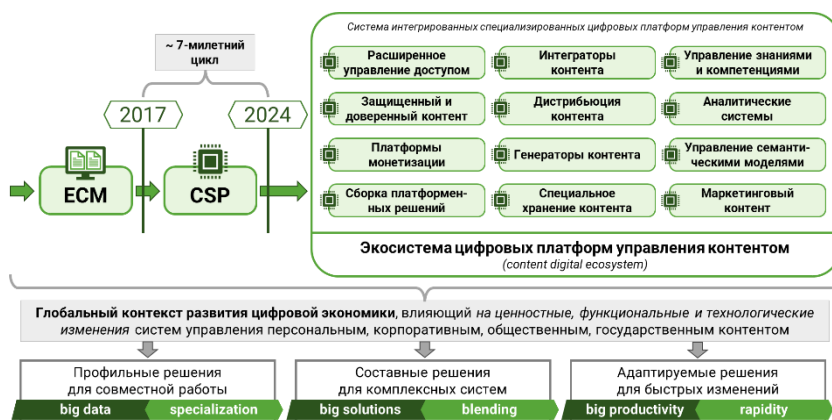 Система интегрированных специализированных цифровых платформ управления контентом
~ 7-милетний
цикл
2017
2024
ECM
CSP
Расширенное
управление доступом
Интеграторы
контента
Управление знаниями
и компетенциями
Защищенный и
доверенный контент
Дистрибьюция
контента
Аналитические
системы
Платформы
монетизации
Генераторы контента
Управление семанти-
ческими моделями
Сборка платформен-
ных решений
Специальное
хранение контента
Маркетинговый
контент
Экосистема цифровых платформ управления контентом
(content digital ecosystem)
Глобальный контекст развития цифровой экономики, влияющий на ценностные, функциональные и технологические
изменения систем управления персональным, корпоративным, общественным, государственным контентом
Профильные решения
для совместной работы
big data
specialization
Составные решения
для комплексных систем
big solutions
blending
Адаптируемые решения
для быстрых изменений
big productivity
rapidity